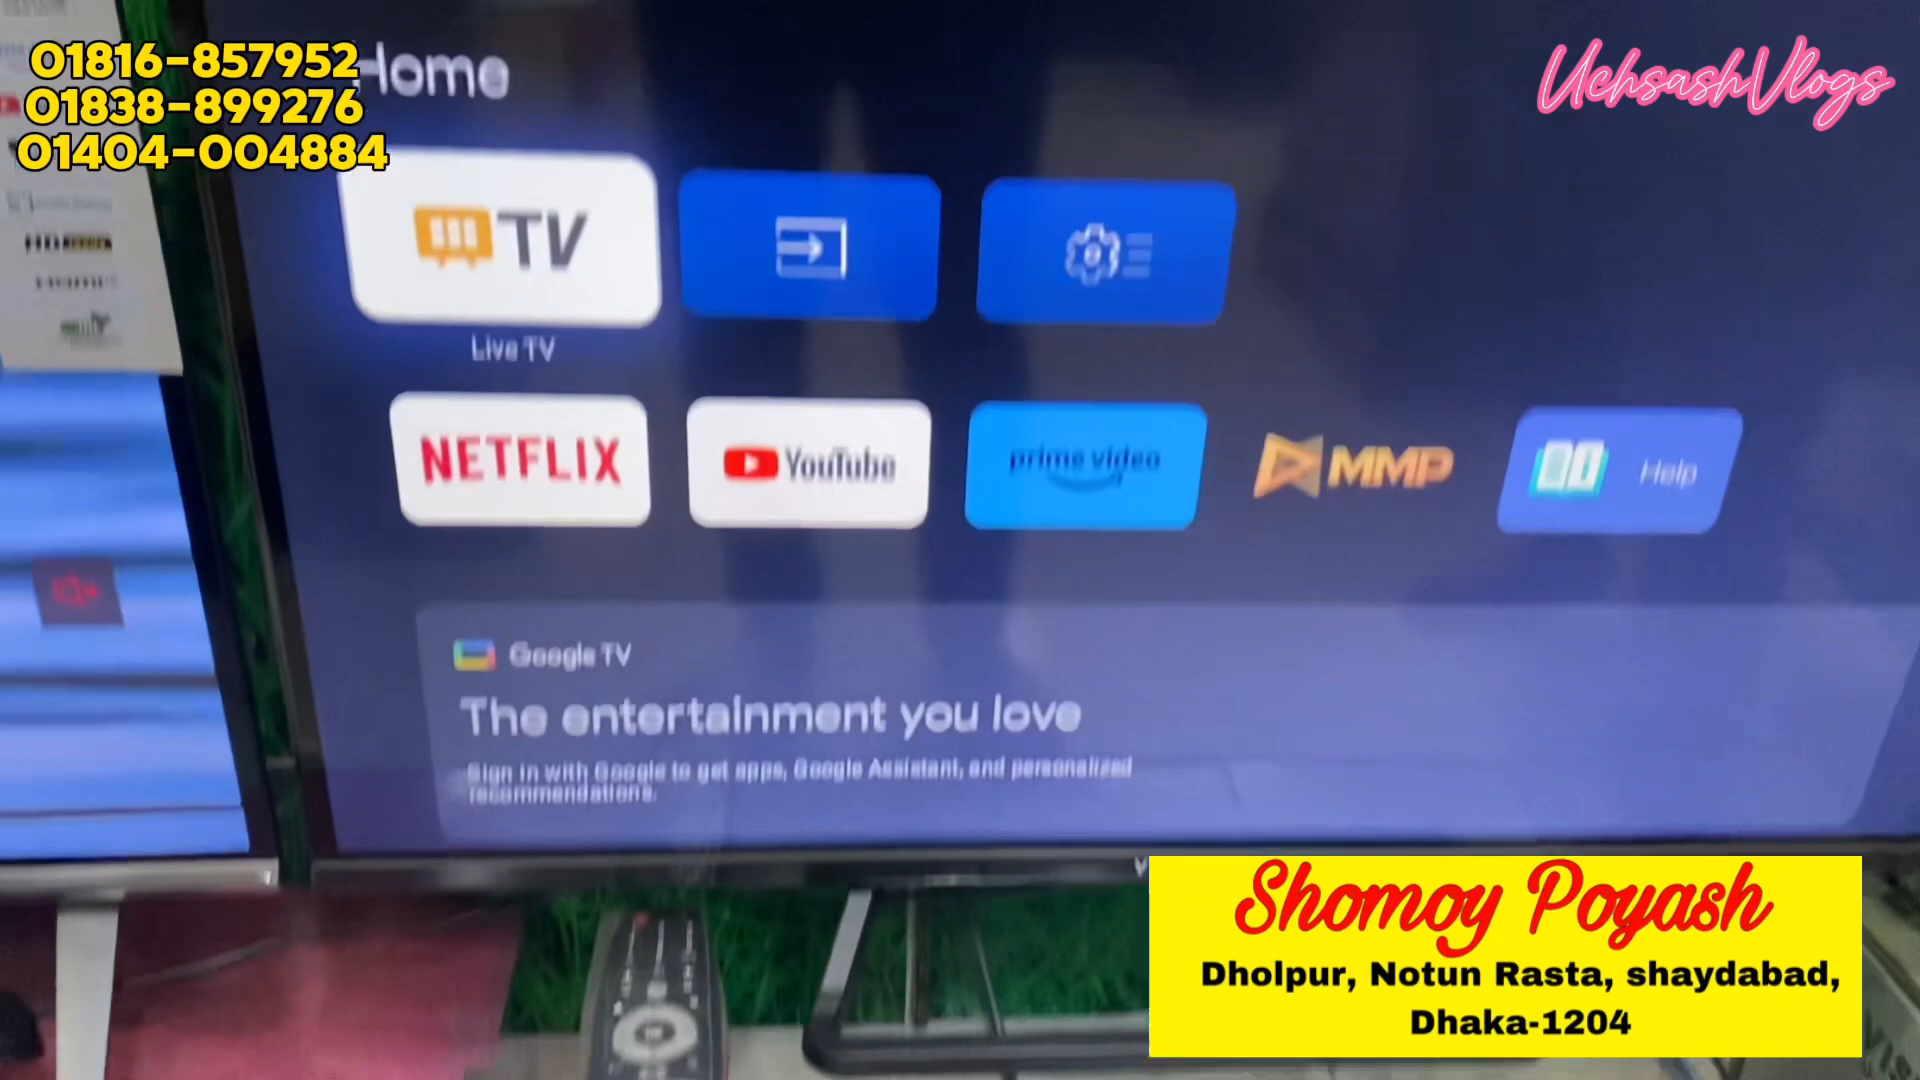 01816-857952
01838-899276
01404-004884
UchsashVlogs
Home
TV
Live TV
NETFLIX
YouTube
prime video
MMP
Help
Google TV
The entertainment you love
Sign in with Google to get apps, Google Assistant, and personalized
recommendations.
Shomoy Poyash
Dholpur, Notun Rasta, shaydabad,
Dhaka-1204